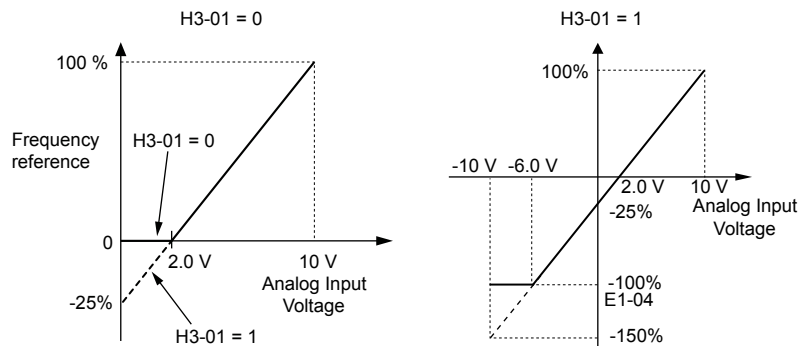 H3-01 = 0
100 %
Frequency
reference
H3-01 = 0
0
2.0 V
10 V
Analog Input
Voltage
-25%
H3-01 = 1
H3-01 = 1
100%
-10 V
-6.0 V
2.0 V
10 V
Analog Input
Voltage
-25%
-100%
E1-04
-150%